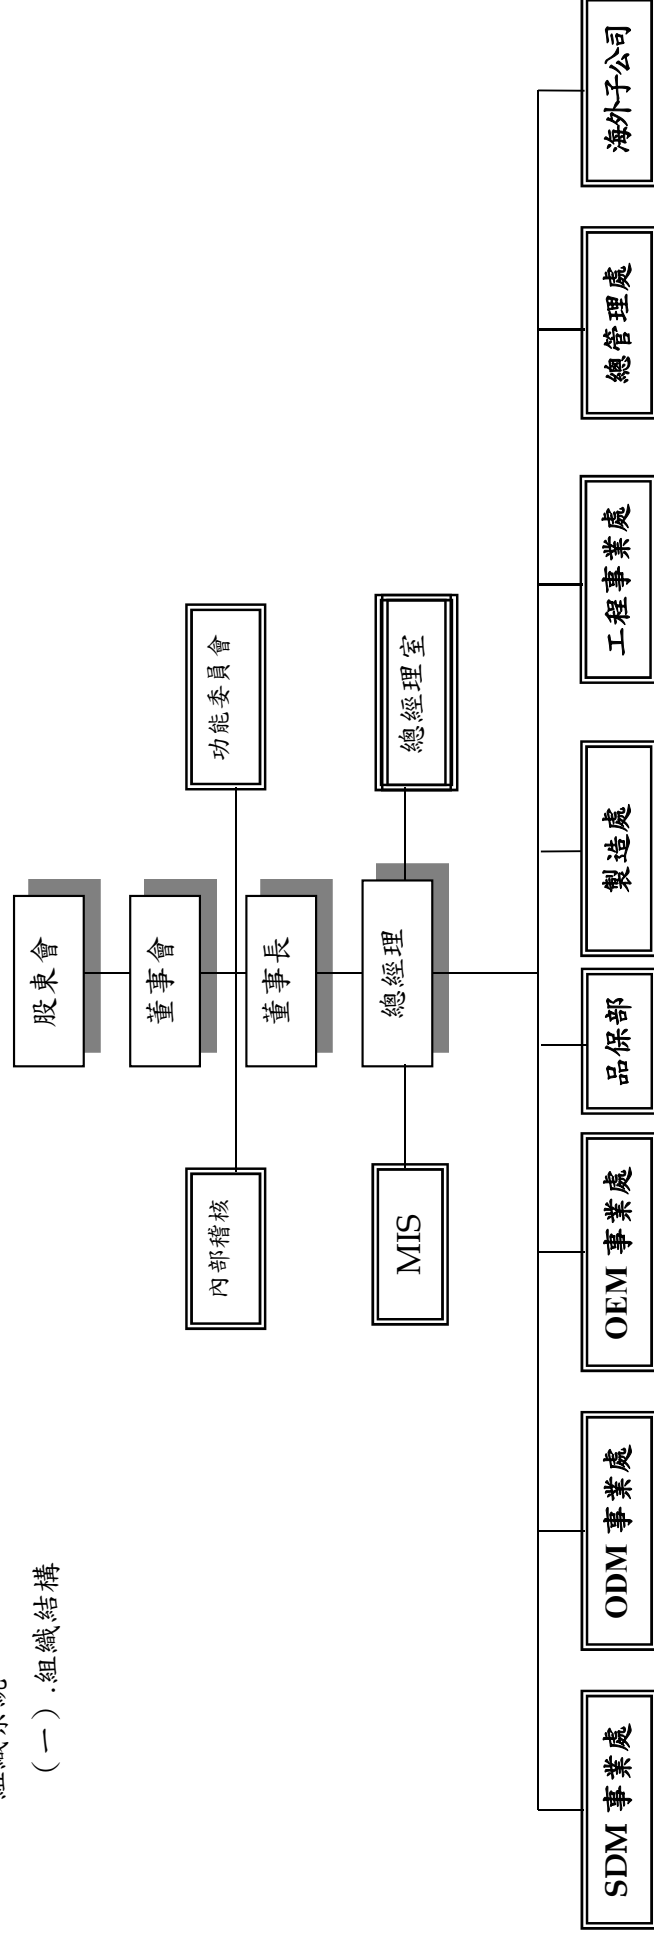 （一）.組織結構
股東會
董事會
內部稽核
功能委員會
董事長
MIS
總經理
總經理室
SDM 事業處
ODM 事業處
OEM 事業處
品保部
製造處
工程事業處
總管理處
海外子公司